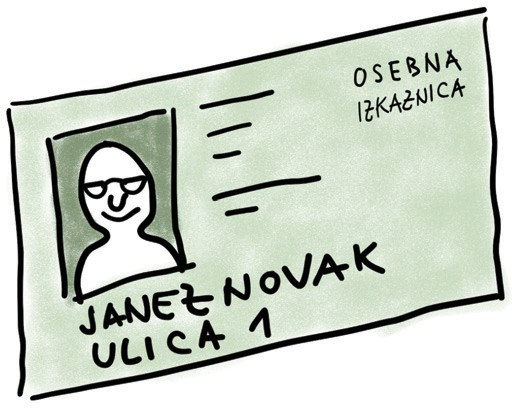 OSEBNA
IZKAZNICA
JANEZ NOVAK
ULICA 1